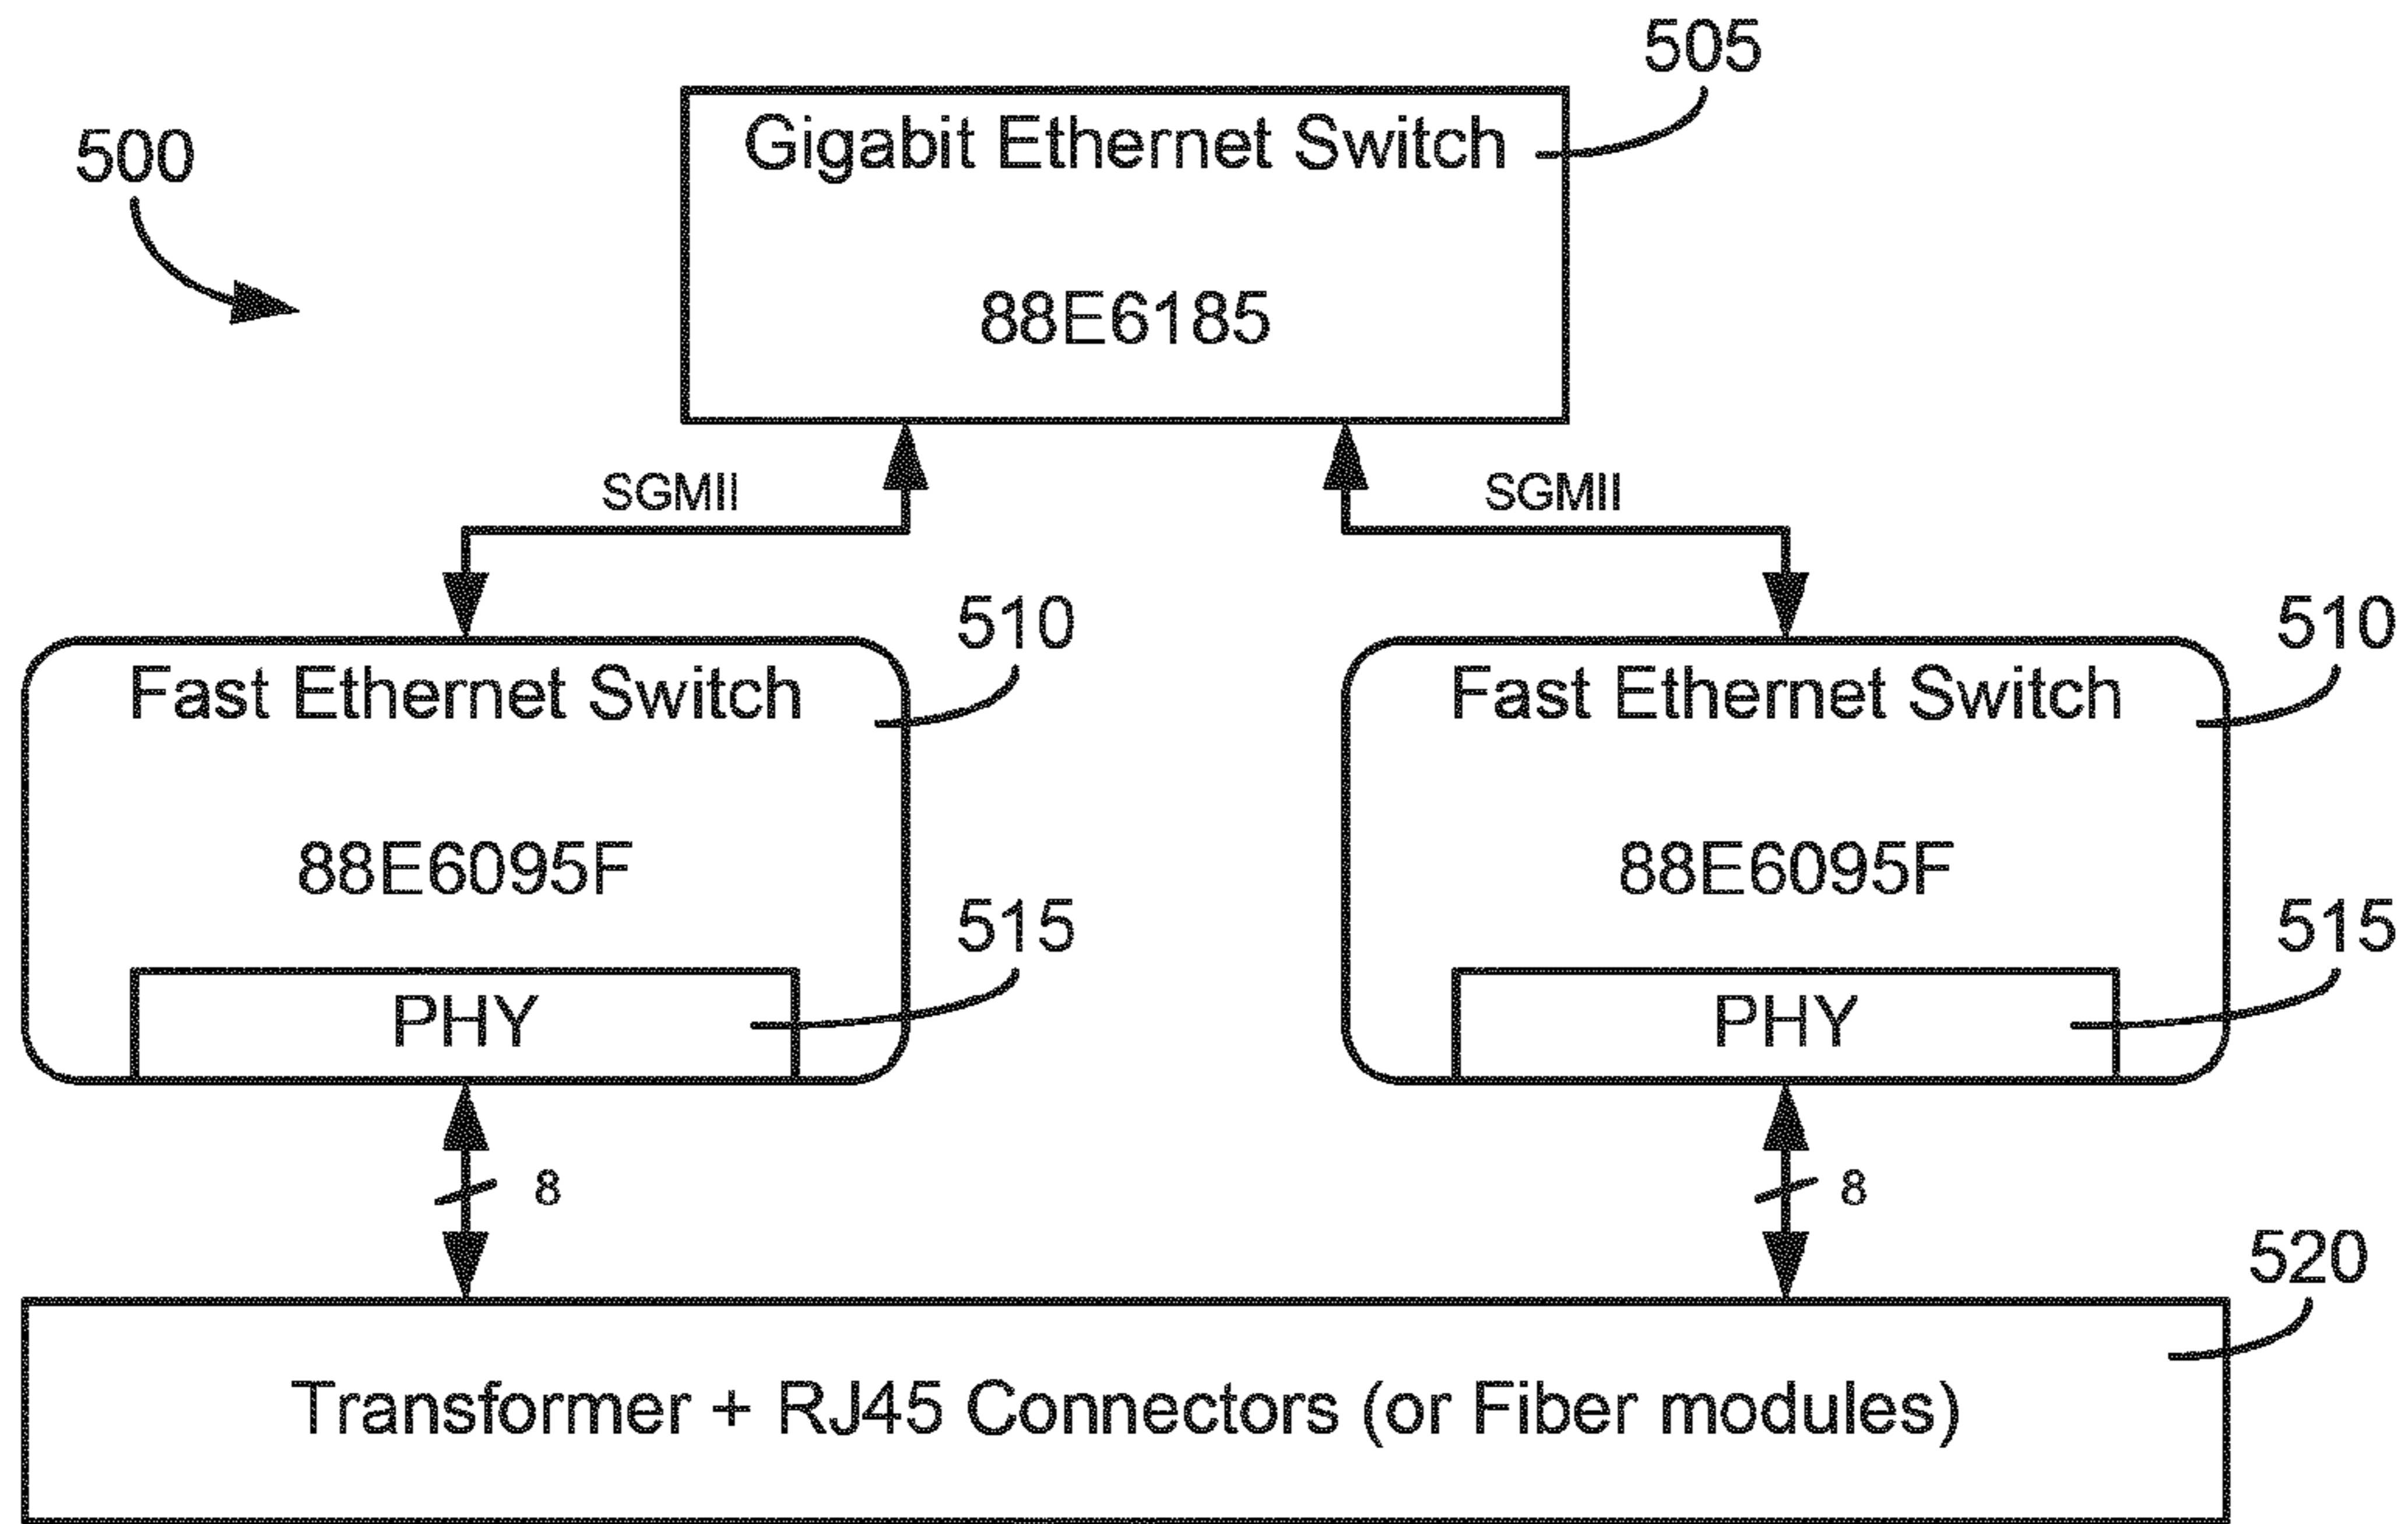 505
500
Gigabit Ethernet Switch
88E6185
SGMII
SGMII
510
510
Fast Ethernet Switch
Fast Ethernet Switch
88E6095F
88E6095F
515
515
PHY
PHY
8
8
520
Transformer + RJ45 Connectors (or Fiber modules)